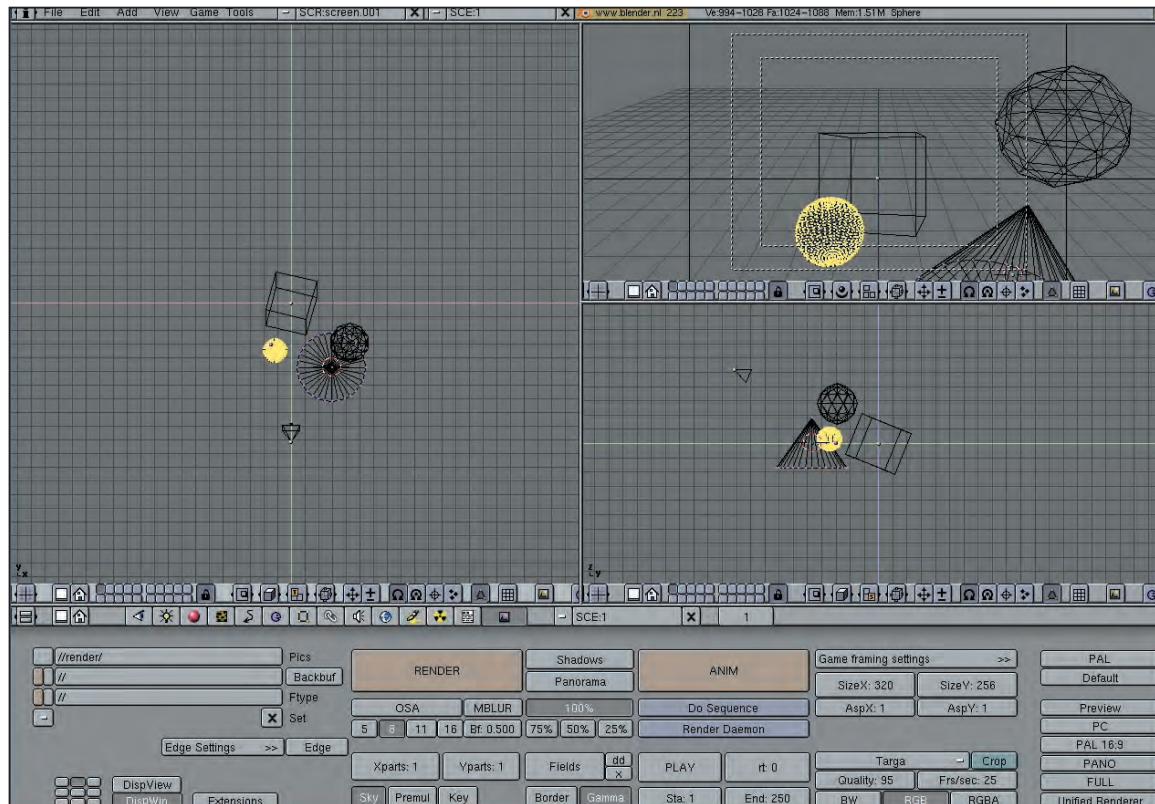 File Edit Add View Game Tools - SCR:screen.001 X - SCE:1 X www.blender.nl 223 Ve:994-1026 Fa:1024-1088 Mem:1.51M Sphere
y
x
z
y
- SCE:1 X 1
//render/ Pics
// Backbuf
// Ftype
- X Set
Edge Settings >> Edge
DispView
DispWin Extensions
RENDER
Shadows
Panorama
OSA MBLUR 100%
5 8 11 16 Bf: 0.500 75% 50% 25%
Xparts: 1 Yparts: 1 Fields dd
x
Sky Premul Key Border Gamma
ANIM
Do Sequence
Render Daemon
PLAY rt: 0
Sta: 1 End: 250
Game framing settings >>
SizeX: 320 SizeY: 256
AspX: 1 AspY: 1
Targa - Crop
Quality: 95 Frs/sec: 25
BW RGB RGBA
PAL
Default
Preview
PC
PAL 16:9
PANO
FULL
Unified Renderer